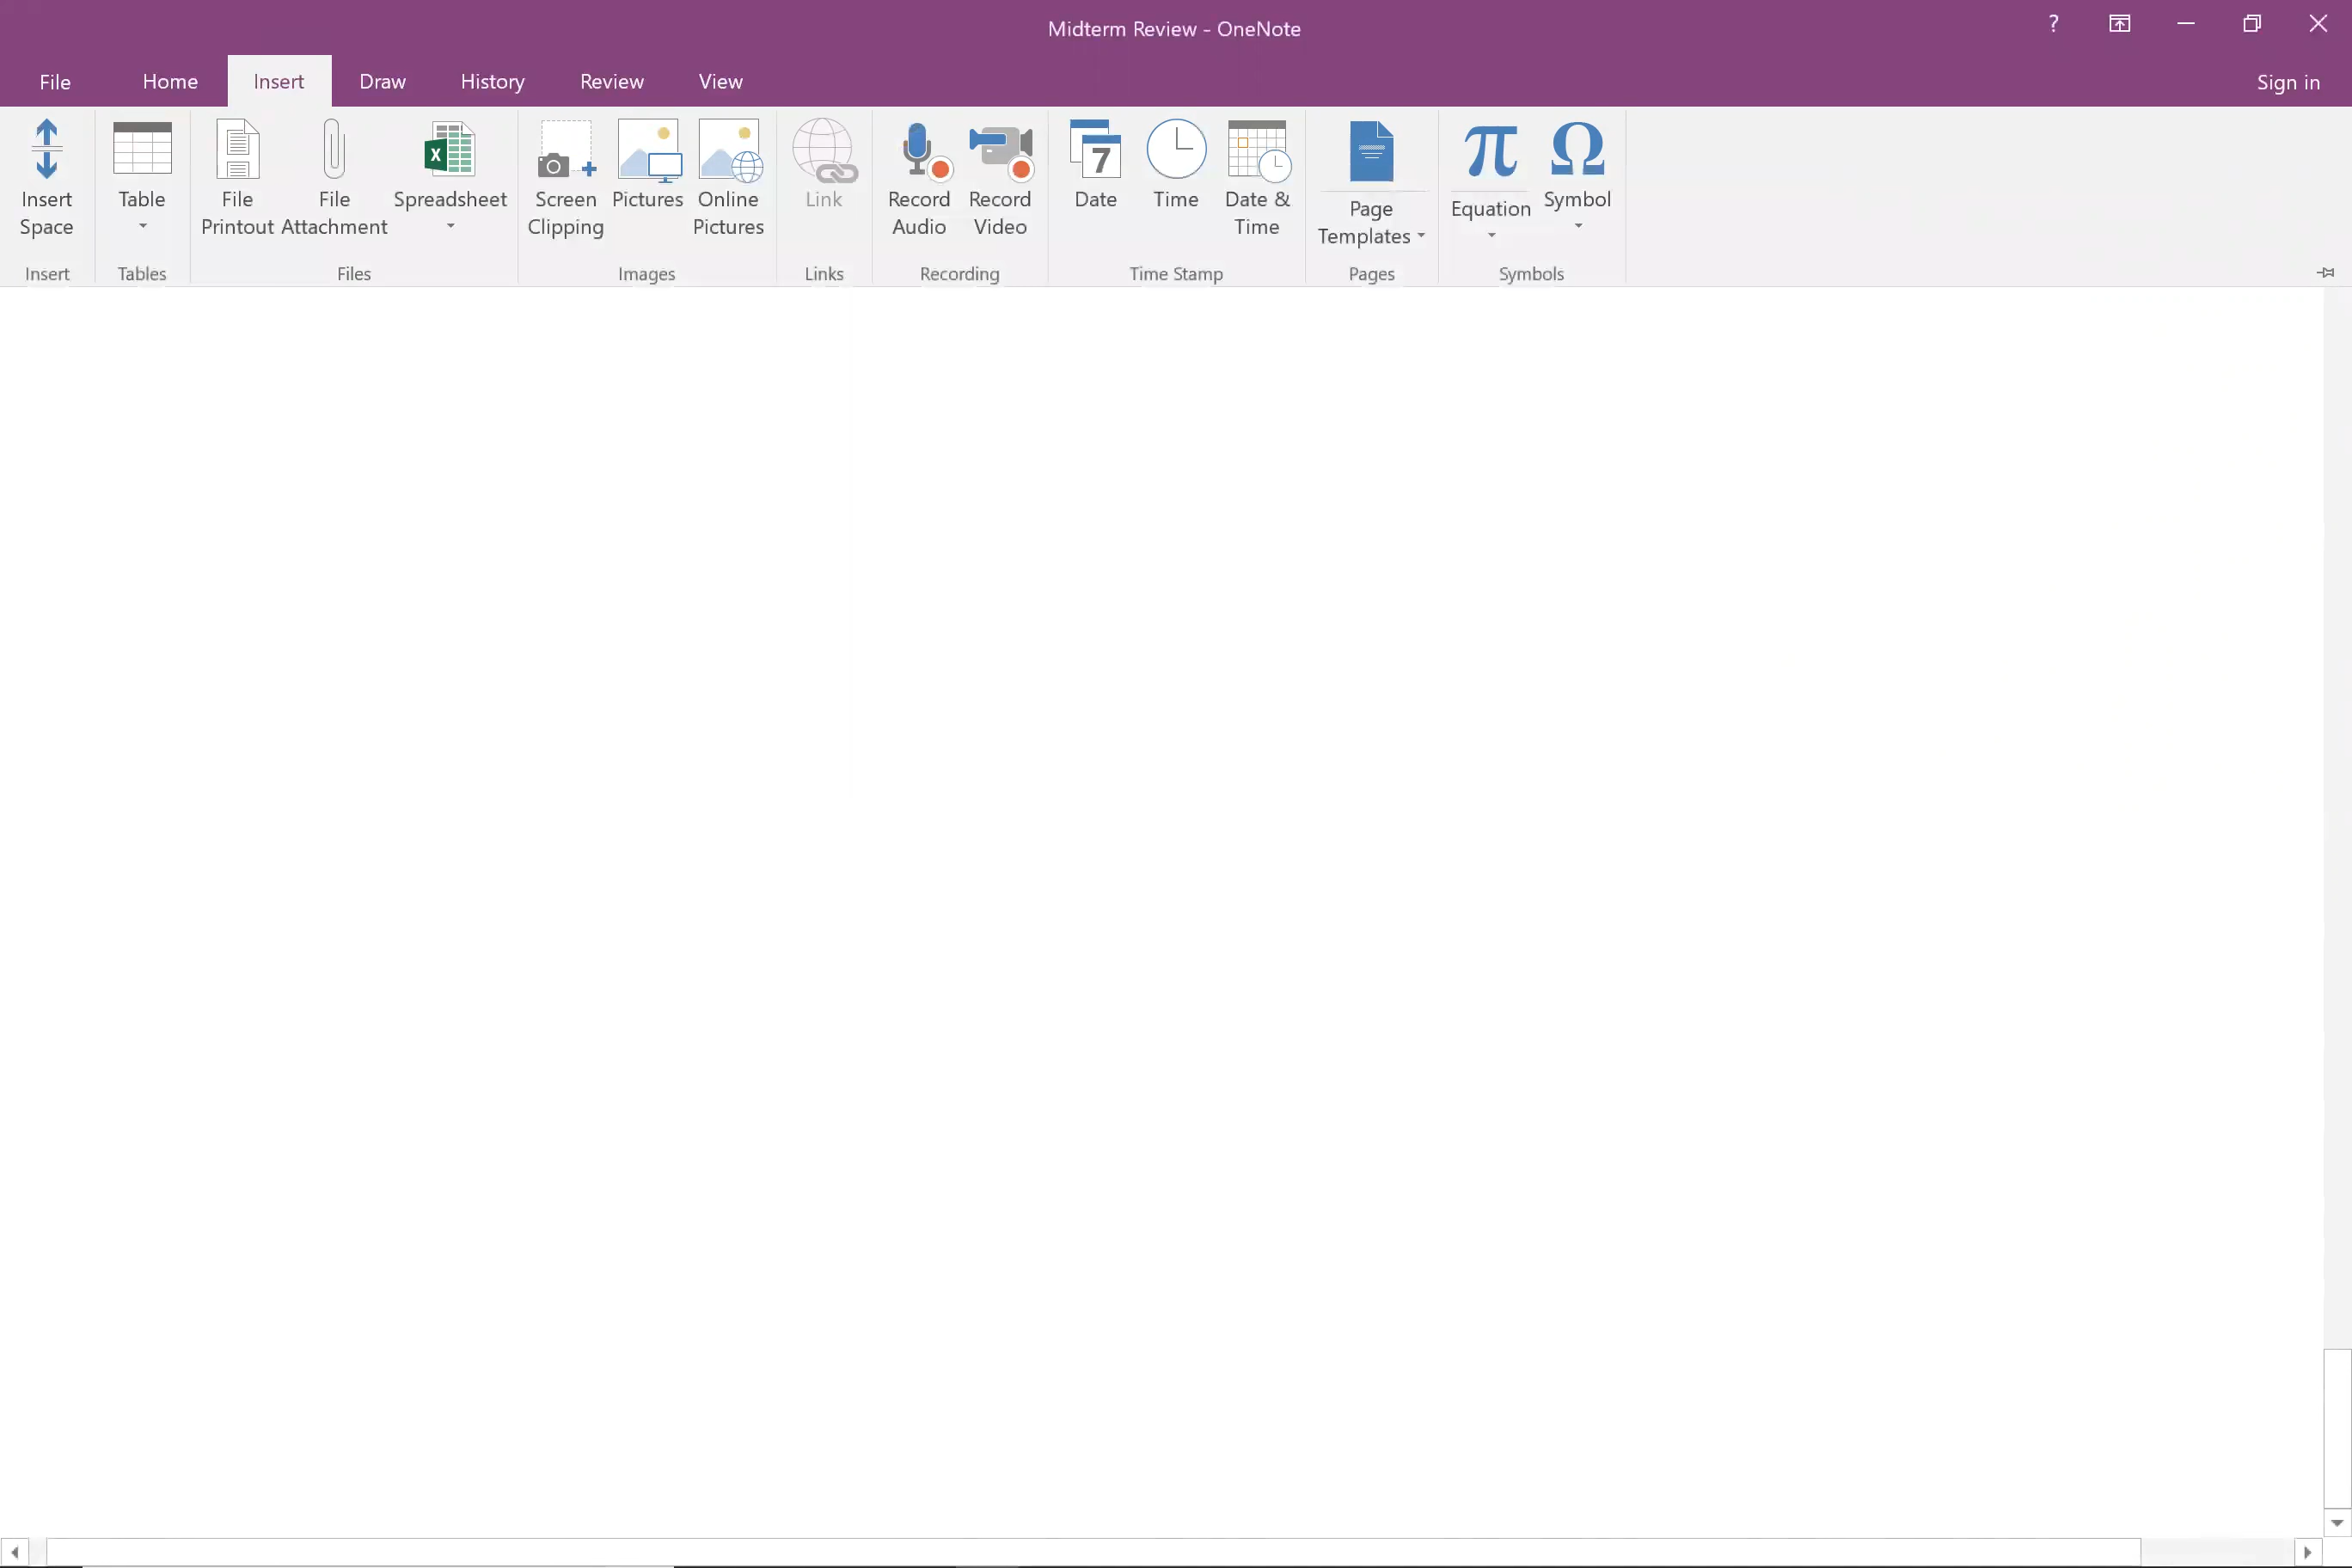 Midterm Review - OneNote
?
File Home Insert Draw History Review View Sign in
Insert Space
Table
File Printout
File Attachment
X
Spreadsheet
Screen Clipping
Pictures
Online Pictures
Link
Record Audio
Record Video
7
Date
Time
Date & Time
Page Templates
π
Equation
Ω
Symbol
Insert Tables Files Images Links Recording Time Stamp Pages Symbols